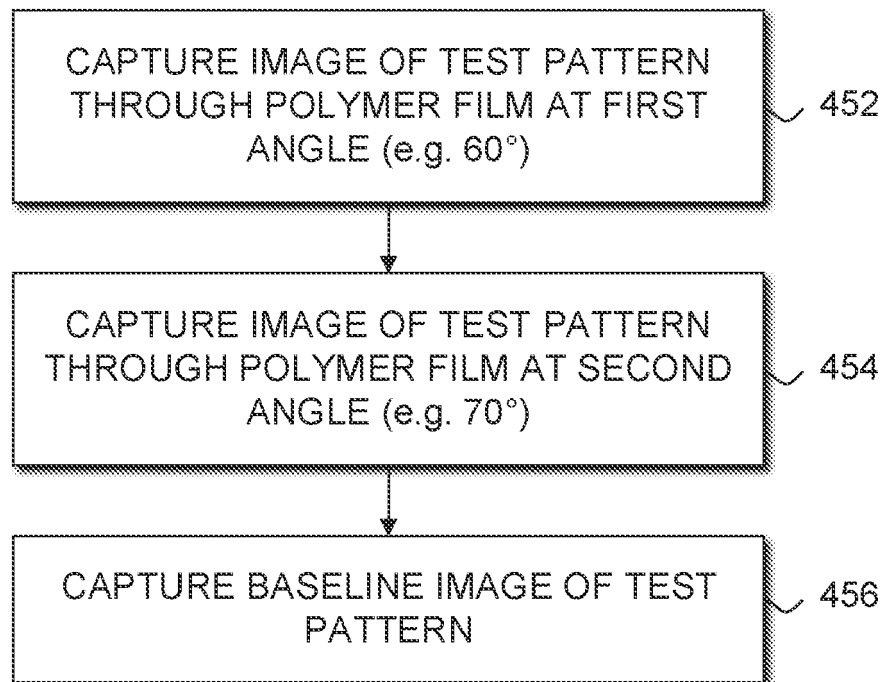 CAPTURE IMAGE OF TEST PATTERN
THROUGH POLYMER FILM AT FIRST
ANGLE (e.g. 60°)
452
CAPTURE IMAGE OF TEST PATTERN
THROUGH POLYMER FILM AT SECOND
ANGLE (e.g. 70°)
454
CAPTURE BASELINE IMAGE OF TEST
PATTERN
456